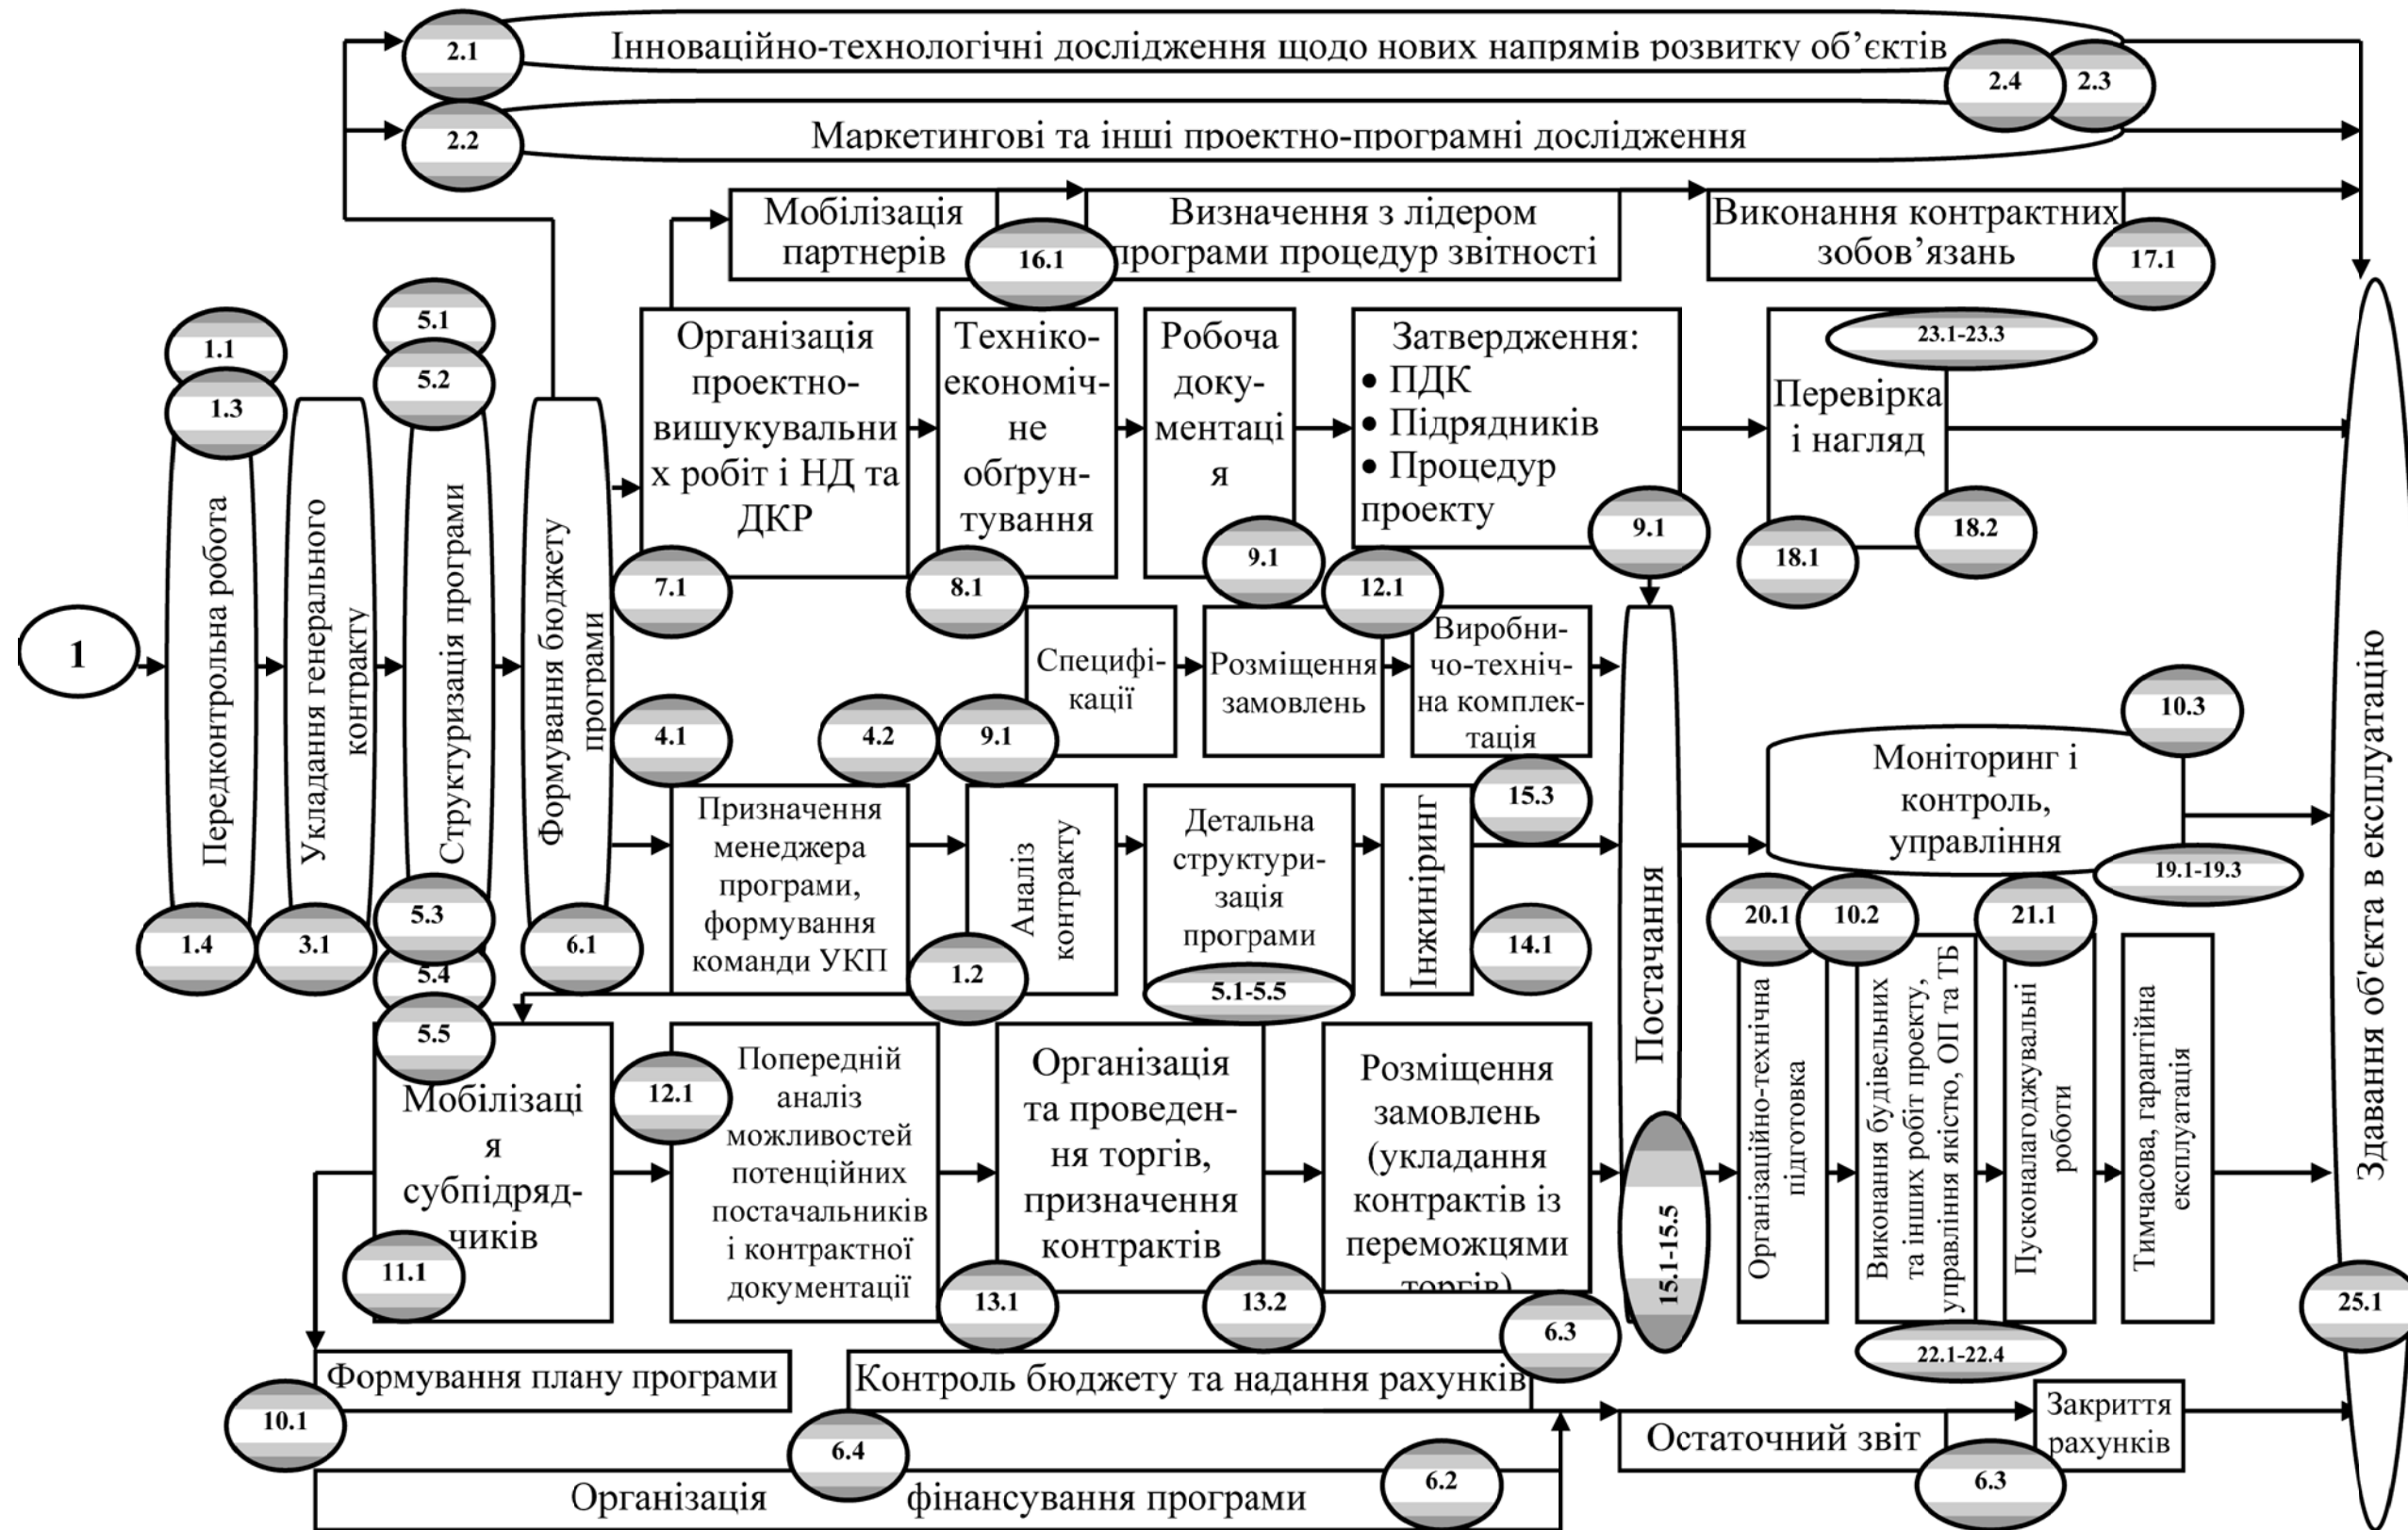 2.1
Інноваційно-технологічні дослідження щодо нових напрямів розвитку об’єктів
2.4
2.3
2.2
Маркетингові та інші проектно-програмні дослідження
Мобілізація
партнерів
16.1
Визначення з лідером
програми процедур звітності
Виконання контрактних
зобов’язань
17.1
1.1
1.3
5.1
5.2
Організація
проектно-
вишукувальни
х робіт і НД та
ДКР
7.1
Техніко-
економіч-
не
обґрун-
тування
8.1
Робоча
доку-
ментаці
я
9.1
Затвердження:
• ПДК
• Підрядників
• Процедур
проекту
9.1
12.1
23.1-23.3
Перевірка
і нагляд
18.1
18.2
1
Передконтрольна робота
Укладання генерального
контракту
Структуризація програми
Формування бюджету
програми
1.4
3.1
5.3
5.4
5.5
6.1
Специфі-
кації
Розміщення
замовлень
Виробни-
чо-техніч-
на комплек-
тація
4.1
4.2
9.1
Призначення
менеджера
програми,
формування
команди УКП
1.2
Аналіз
контракту
Детальна
структури-
зація
програми
5.1-5.5
Інжиніринг
15.3
14.1
Постачання
15.1-15.5
10.3
Моніторинг і
контроль,
управління
19.1-19.3
20.1
10.2
21.1
Організаційно-технічна
підготовка
Виконання будівельних
та інших робіт проекту,
управління якістю, ОП та ТБ
Пусконалагоджувальні
роботи
Тимчасова, гарантійна
експлуатація
22.1-22.4
Здавання об'єкта в експлуатацію
25.1
Мобілізаці
я
субпідряд-
чиків
11.1
12.1
Попередній
аналіз
можливостей
потенційних
постачальників
і контрактної
документації
13.1
Організація
та проведен-
ня торгів,
призначення
контрактів
13.2
Розміщення
замовлень
(укладання
контрактів із
переможцями
торгів)
6.3
Формування плану програми
10.1
Контроль бюджету та надання рахунків
6.4
Організація фінансування програми
6.2
Остаточний звіт
6.3
Закриття
рахунків